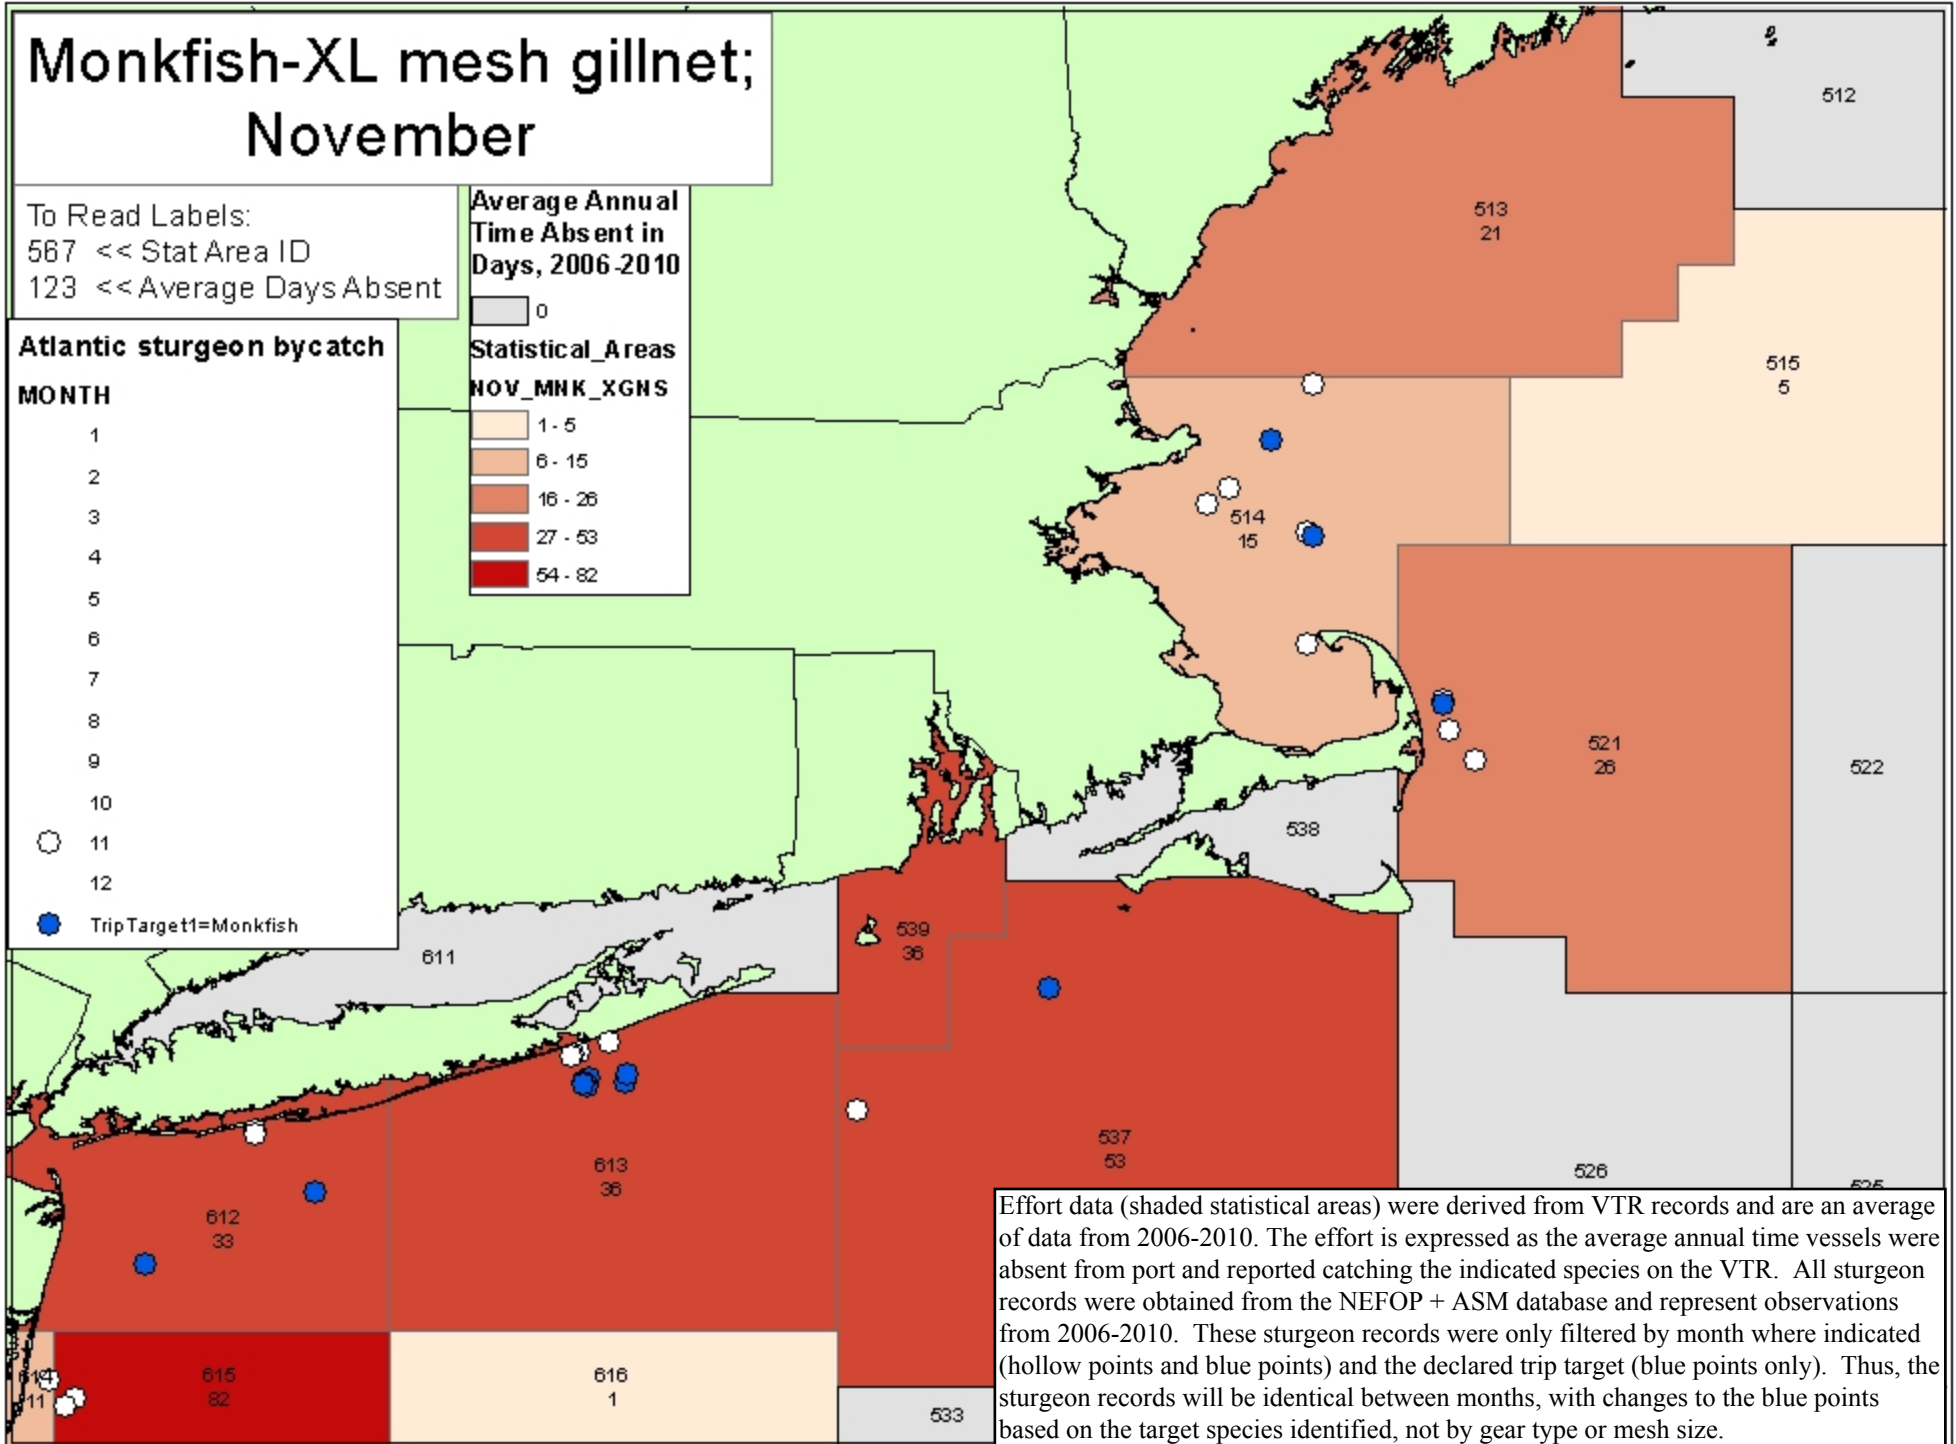 Monkfish-XL mesh gillnet;
November
To Read Labels:
567 << Stat Area ID
123 <<Average Days Absent
Average Annual
Time Absent in
Days, 2006-2010
0
Statistical_Areas
NOV_MNK_XGNS
1 - 5
6 - 15
16 - 26
27 - 53
54 - 82
Atlantic sturgeon bycatch
MONTH
1
2
3
4
5
6
7
8
9
10
11
12
TripTarget1=Monkfish
512
513
21
515
5
514
15
521
26
522
538
539
36
611
537
53
526
525
613
36
612
33
614
11
615
82
616
1
533
Effort data (shaded statistical areas) were derived from VTR records and are an average
of data from 2006-2010. The effort is expressed as the average annual time vessels were
absent from port and reported catching the indicated species on the VTR. All sturgeon
records were obtained from the NEFOP + ASM database and represent observations
from 2006-2010. These sturgeon records were only filtered by month where indicated
(hollow points and blue points) and the declared trip target (blue points only). Thus, the
sturgeon records will be identical between months, with changes to the blue points
based on the target species identified, not by gear type or mesh size.